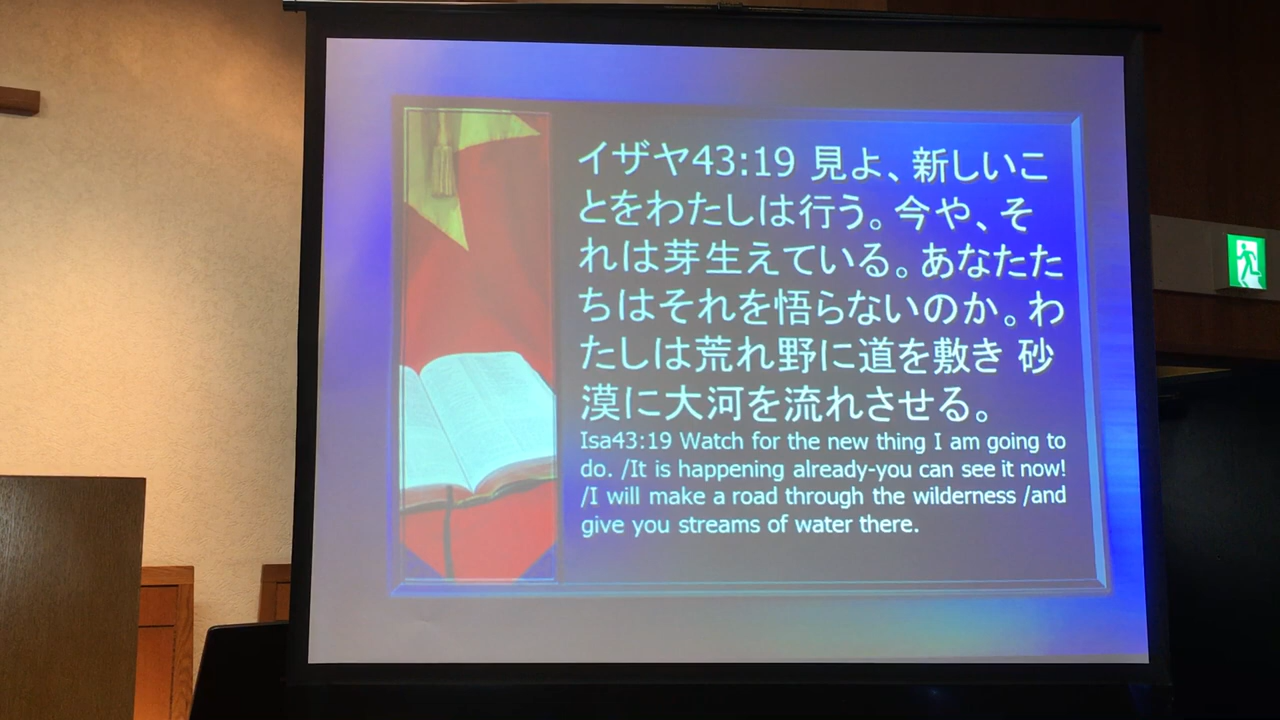 イザヤ43:19 見よ、新しいこ
とをわたしは行う。今や、そ
れは芽生えている。あなたた
ちはそれを悟らないのか。わ
たしは荒れ野に道を敷き 砂
漠に大河を流れさせる。
Isa43:19 Watch for the new thing I am going to
do. /It is happening already-you can see it now!
/I will make a road through the wilderness /and
give you streams of water there.